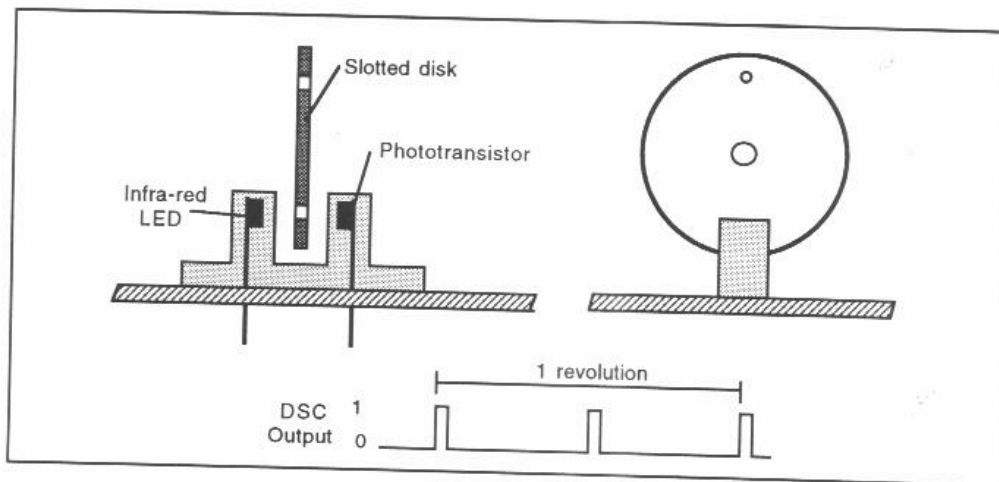 Slotted disk
Phototransistor
Infra-red
LED
1 revolution
DSC
Output
1
0